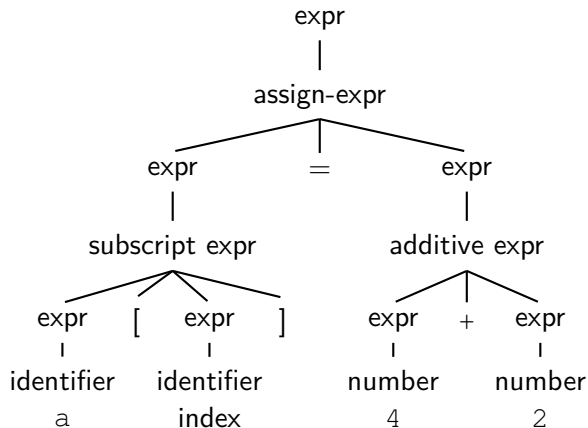 expr
assign-expr
expr = expr
subscript expr additive expr
expr [ expr ] expr + expr
identifier identifier number number
a index 4 2